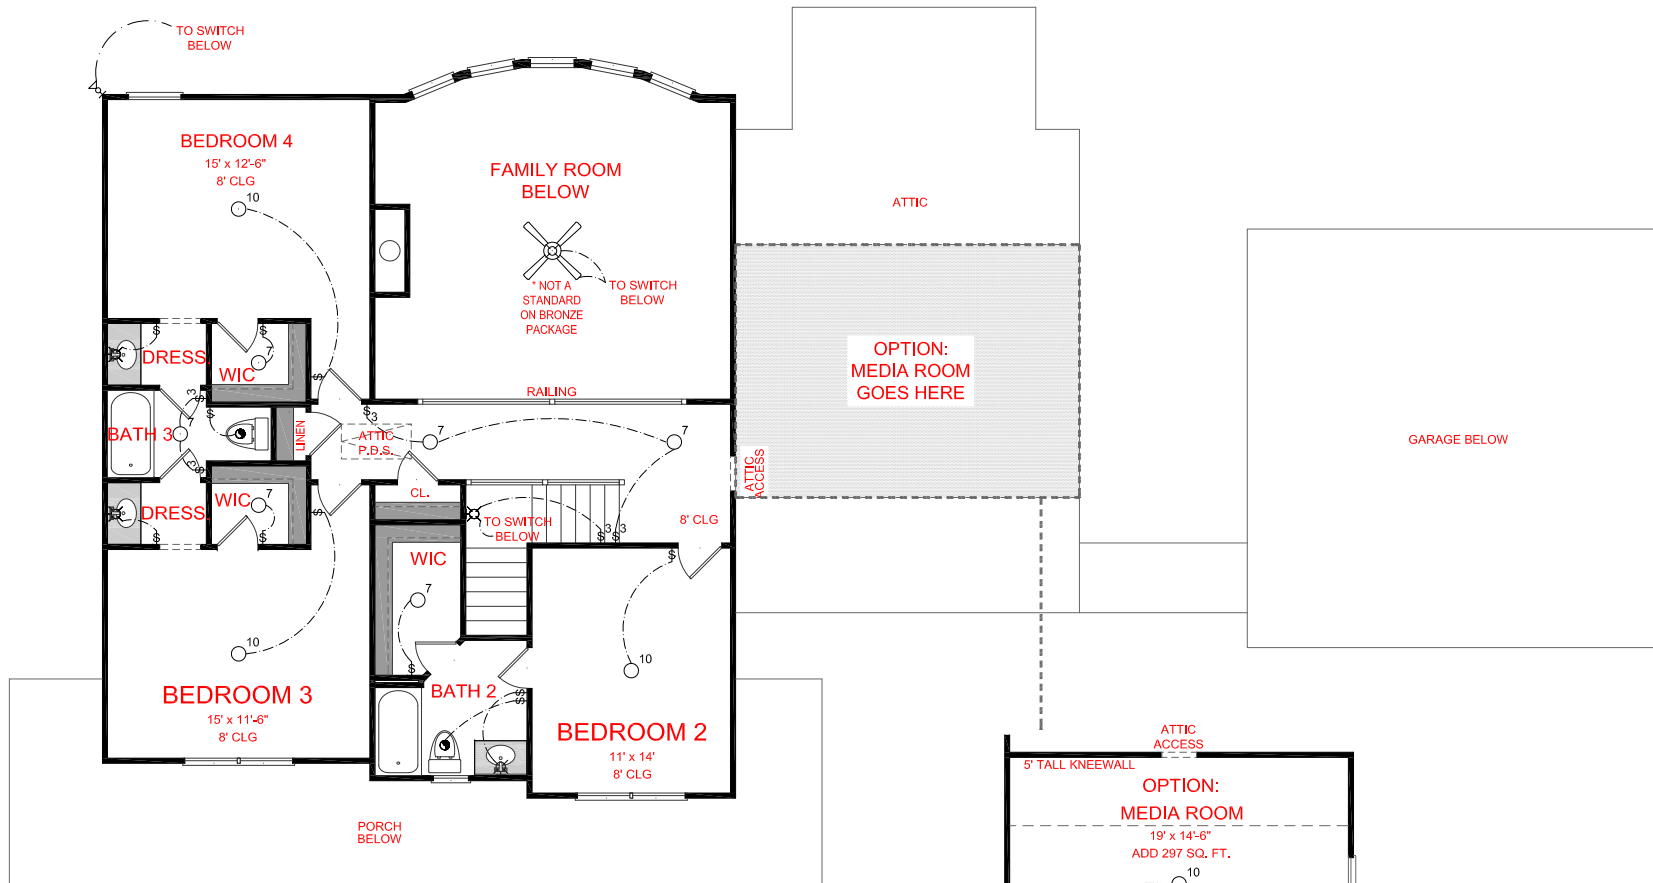 TO SWITCH
BELOW
BEDROOM 4
15' x 12'-6"
8' CLG
10
FAMILY ROOM
BELOW
* NOT A
STANDARD
ON BRONZE
PACKAGE
TO SWITCH
BELOW
ATTIC
OPTION:
MEDIA ROOM
GOES HERE
GARAGE BELOW
$
$
DRESS
WIC
7
$
RAILING
3
$
$
BATH 3
7
LINEN
$
3
ATTIC
P.D.S.
7
7
ATTIC
ACCESS
3
$
DRESS
WIC
7
$
$
$
CL.
TO SWITCH
BELOW
3
$
3
$
8' CLG
WIC
7
$
$
10
BEDROOM 3
15' x 11'-6"
8' CLG
BATH 2
$
$
10
BEDROOM 2
11' x 14'
8' CLG
PORCH
BELOW
ATTIC
ACCESS
5' TALL KNEEWALL
OPTION:
MEDIA ROOM
19' x 14'-6"
ADD 297 SQ. FT.
10